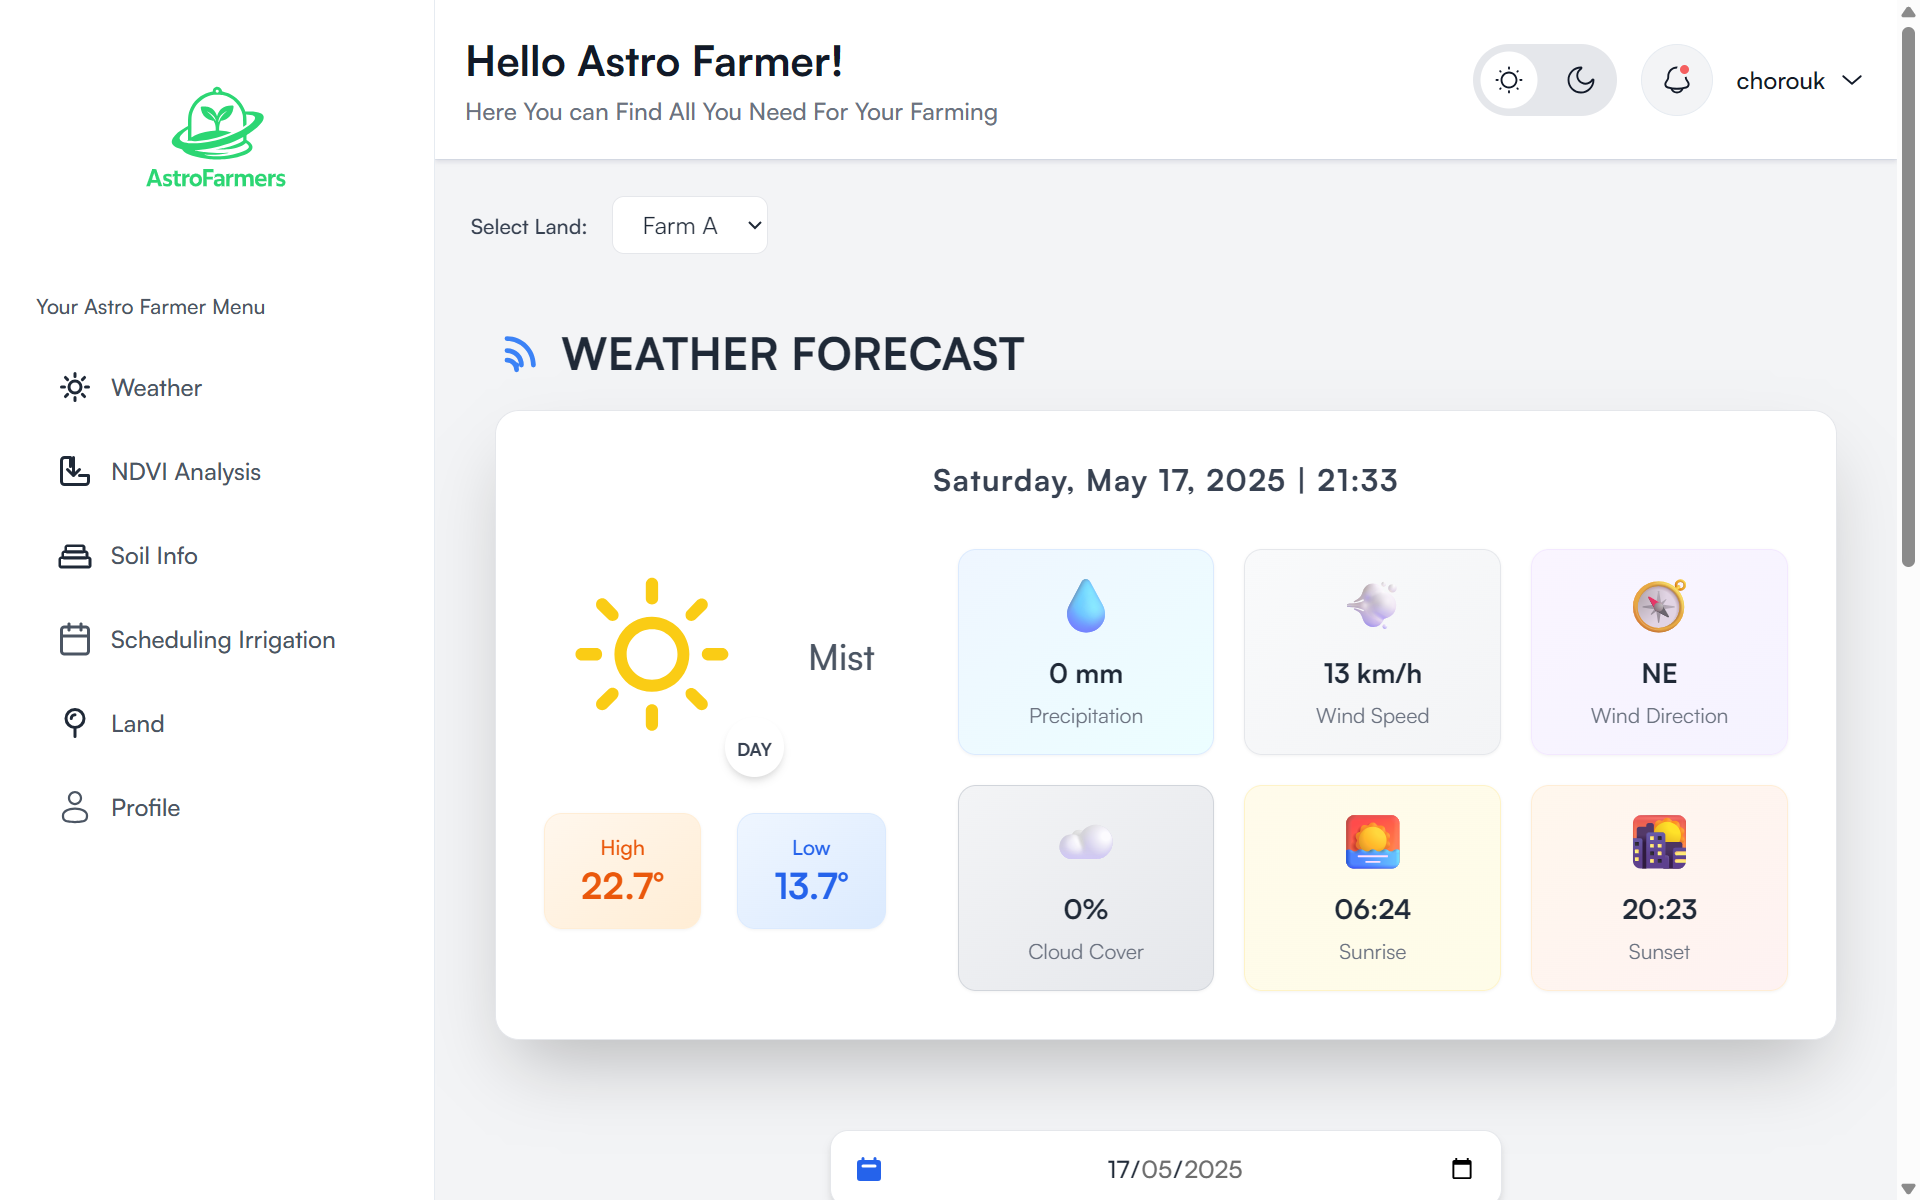 AstroFarmers
Your Astro Farmer Menu
Weather
NDVI Analysis
Soil Info
Scheduling Irrigation
Land
Profile
Hello Astro Farmer!
Here You can Find All You Need For Your Farming
chorouk
Select Land:
Farm A
WEATHER FORECAST
Saturday, May 17, 2025 | 21:33
Mist
DAY
High
22.7°
Low
13.7°
0 mm
Precipitation
13 km/h
Wind Speed
NE
Wind Direction
0%
Cloud Cover
06:24
Sunrise
20:23
Sunset
17/05/2025